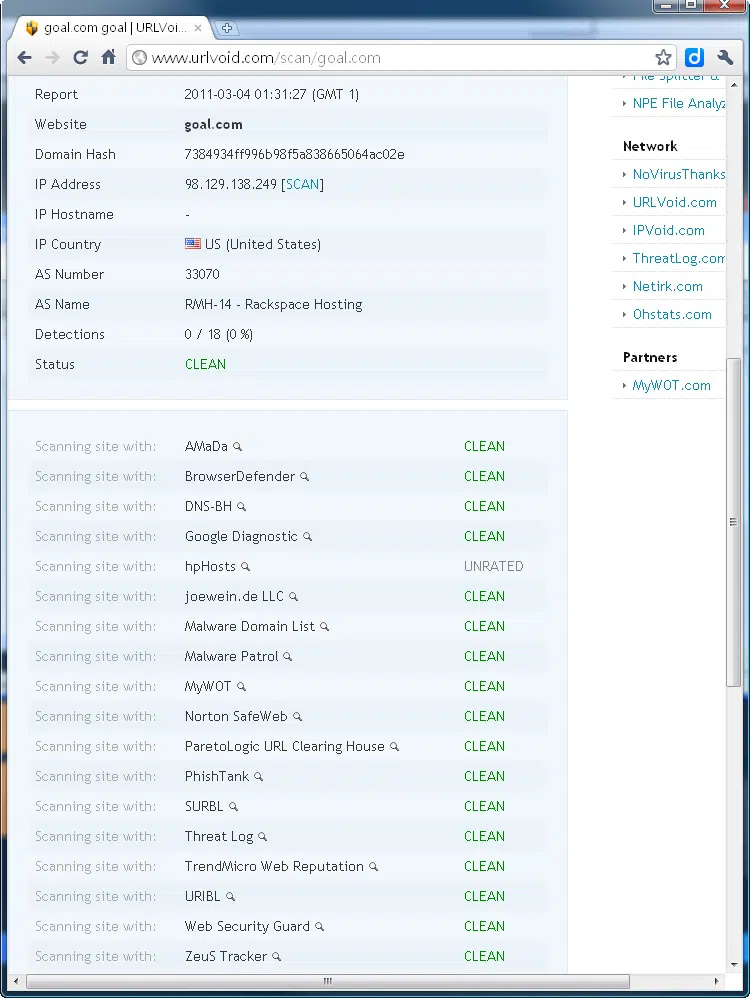 goal.com goal | URLVoi...
www.urlvoid.com/scan/goal.com
Report 2011-03-04 01:31:27 (GMT 1)
Website goal.com
Domain Hash 7384934ff996b98f5a838665064ac02e
IP Address 98.129.138.249 [SCAN]
IP Hostname -
IP Country US (United States)
AS Number 33070
AS Name RMH-14 - Rackspace Hosting
Detections 0 / 18 (0 %)
Status CLEAN
Scanning site with: AMaDa CLEAN
Scanning site with: BrowserDefender CLEAN
Scanning site with: DNS-BH CLEAN
Scanning site with: Google Diagnostic CLEAN
Scanning site with: hpHosts UNRATED
Scanning site with: joewein.de LLC CLEAN
Scanning site with: Malware Domain List CLEAN
Scanning site with: Malware Patrol CLEAN
Scanning site with: MyWOT CLEAN
Scanning site with: Norton SafeWeb CLEAN
Scanning site with: ParetoLogic URL Clearing House CLEAN
Scanning site with: PhishTank CLEAN
Scanning site with: SURBL CLEAN
Scanning site with: Threat Log CLEAN
Scanning site with: TrendMicro Web Reputation CLEAN
Scanning site with: URIBL CLEAN
Scanning site with: Web Security Guard CLEAN
Scanning site with: ZeuS Tracker CLEAN
File Splitter &
NPE File Analyz
Network
NoVirusThanks
URLVoid.com
IPVoid.com
ThreatLog.com
Netirk.com
Ohstats.com
Partners
MyWOT.com